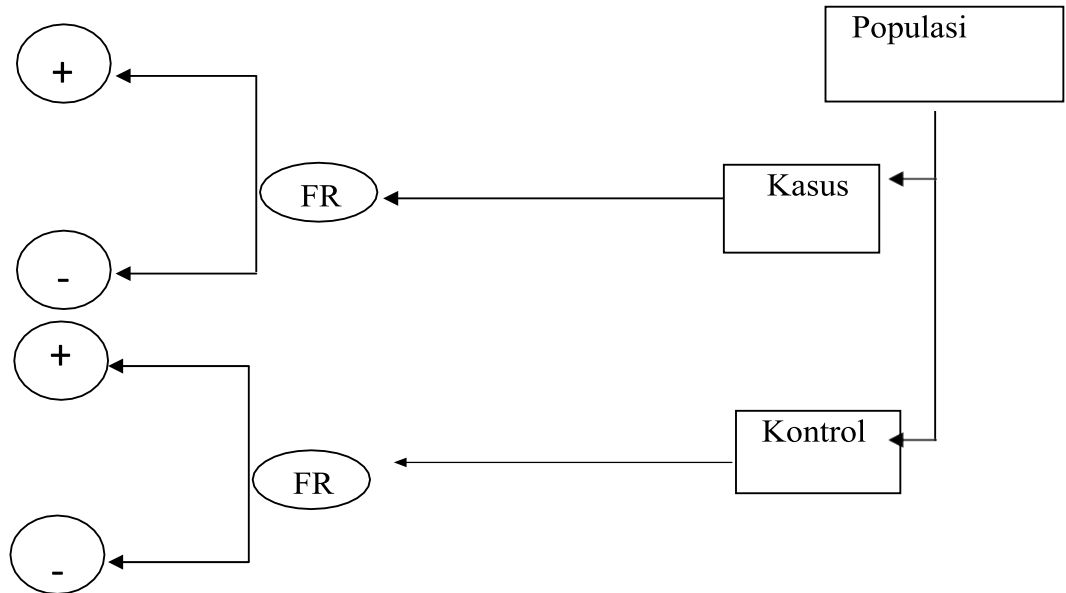 Populasi
+
Kasus
FR
-
+
Kontrol
FR
-